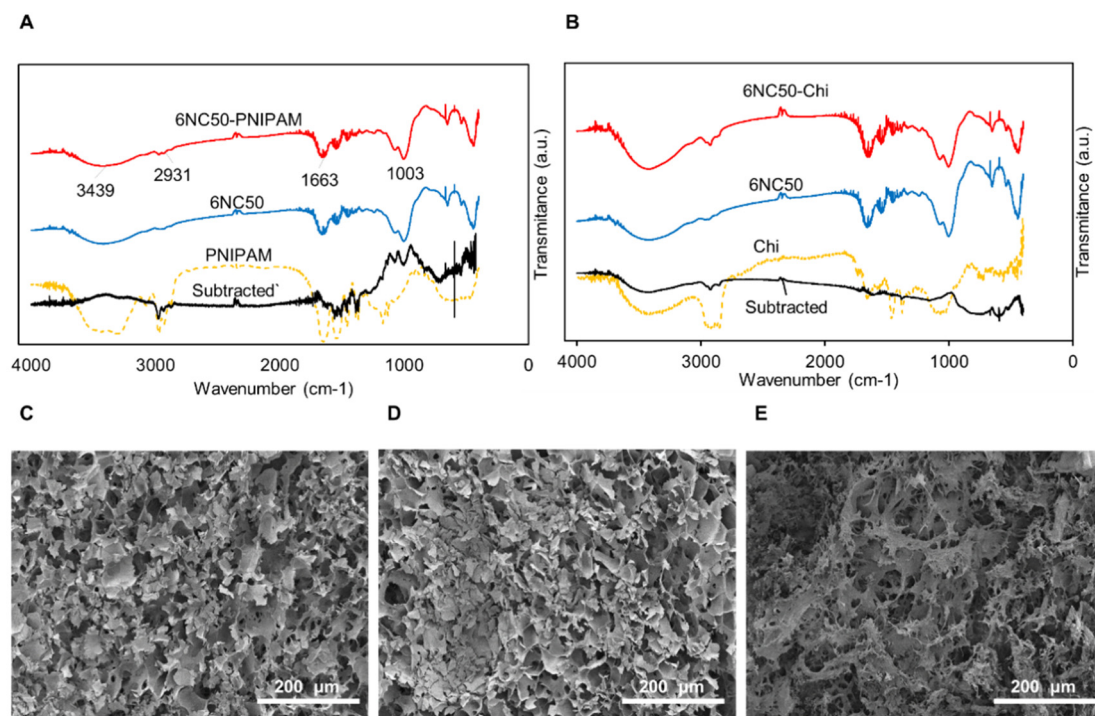 A
B
6NC50-PNIPAM
3439
2931
1663
1003
6NC50
PNIPAM
Subtracted`
4000
3000
2000
1000
0
Wavenumber (cm-1)
Transmitance (a.u.)
6NC50-Chi
6NC50
Chi
Subtracted
4000
3000
2000
1000
0
Wavenumber (cm-1)
Transmitance (a.u.)
C
D
E
200 μm
200 μm
200 μm